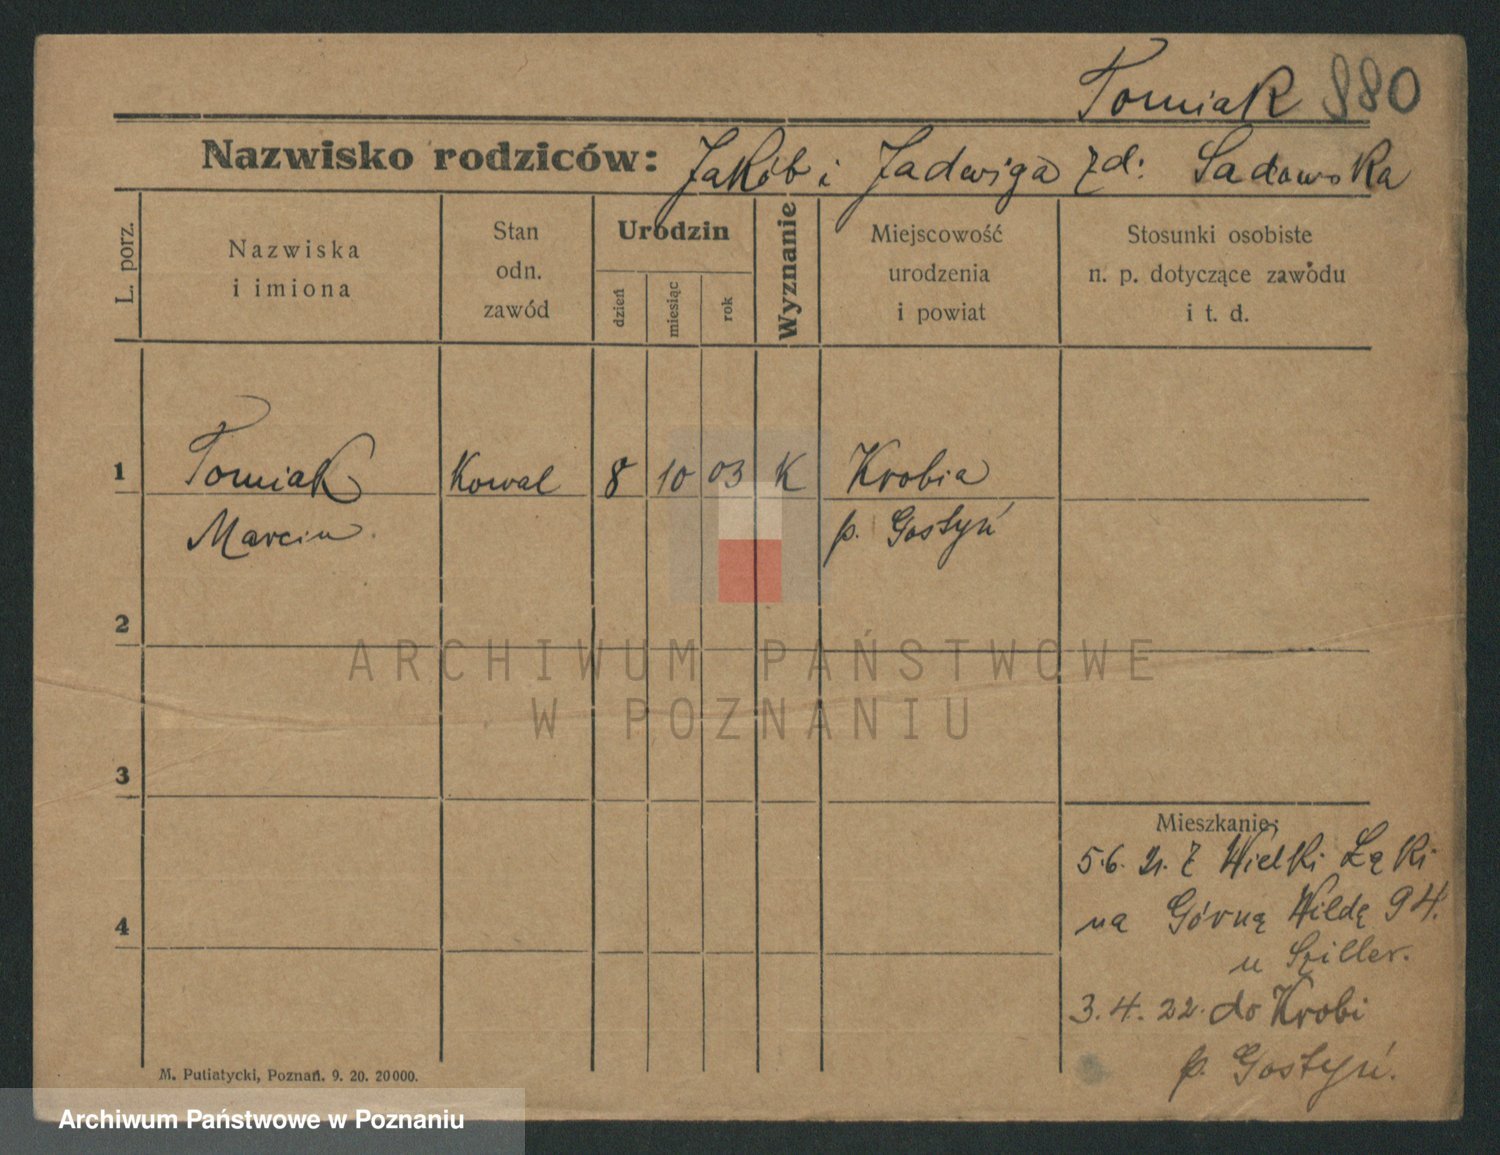 Tomiak 880
Nazwisko rodziców: Jakób i Jadwiga zd: Sadowska
L. porz.
Nazwiska
i imiona
Stan
odn.
zawód
Urodzin
dzień
miesiąc
rok
Wyznanie
Miejscowość
urodzenia
i powiat
Stosunki osobiste
n. p. dotyczące zawodu
i t. d.
1
Tomiak
Kowal
8
10
03
K
Krobia
Marcin
p. Gostyń
2
ARCHIWUM PAŃSTWOWE
W POZNANIU
3
Mieszkanie:
5.6. 21. z Wielki Łąki
4
na Górną Wildę 94.
u Sziller.
3.4.22. do Krobi
p. Gostyń.
M. Putiatycki, Poznań. 9. 20. 20000.
Archiwum Państwowe w Poznaniu